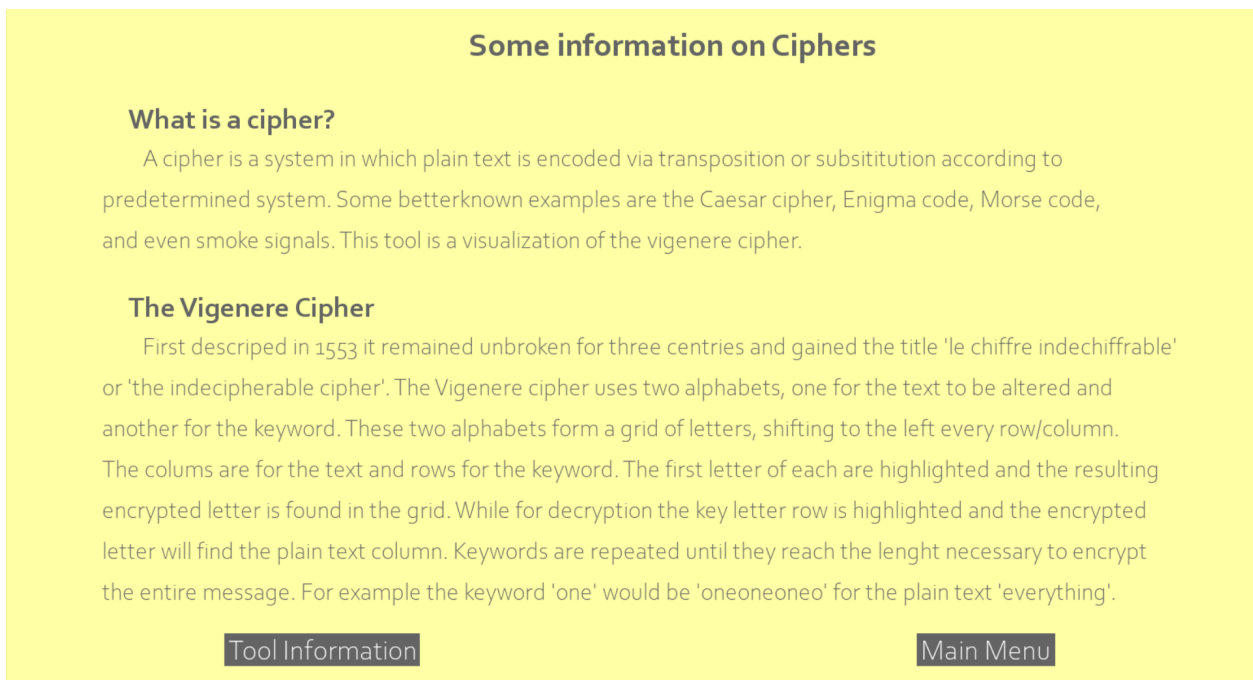 Some information on Ciphers
What is a cipher?
A cipher is a system in which plain text is encoded via transposition or subsititution according to
predetermined system. Some betterknown examples are the Caesar cipher, Enigma code, Morse code,
and even smoke signals. This tool is a visualization of the vigenere cipher.
The Vigenere Cipher
First descriped in 1553 it remained unbroken for three centries and gained the title 'le chiffre indechiffrable'
or 'the indecipherable cipher'. The Vigenere cipher uses two alphabets, one for the text to be altered and
another for the keyword. These two alphabets form a grid of letters, shifting to the left every row/column.
The colums are for the text and rows for the keyword. The first letter of each are highlighted and the resulting
encrypted letter is found in the grid. While for decryption the key letter row is highlighted and the encrypted
letter will find the plain text column. Keywords are repeated until they reach the lenght necessary to encrypt
the entire message. For example the keyword 'one' would be 'oneoneoneo' for the plain text 'everything'.
Tool Information
Main Menu